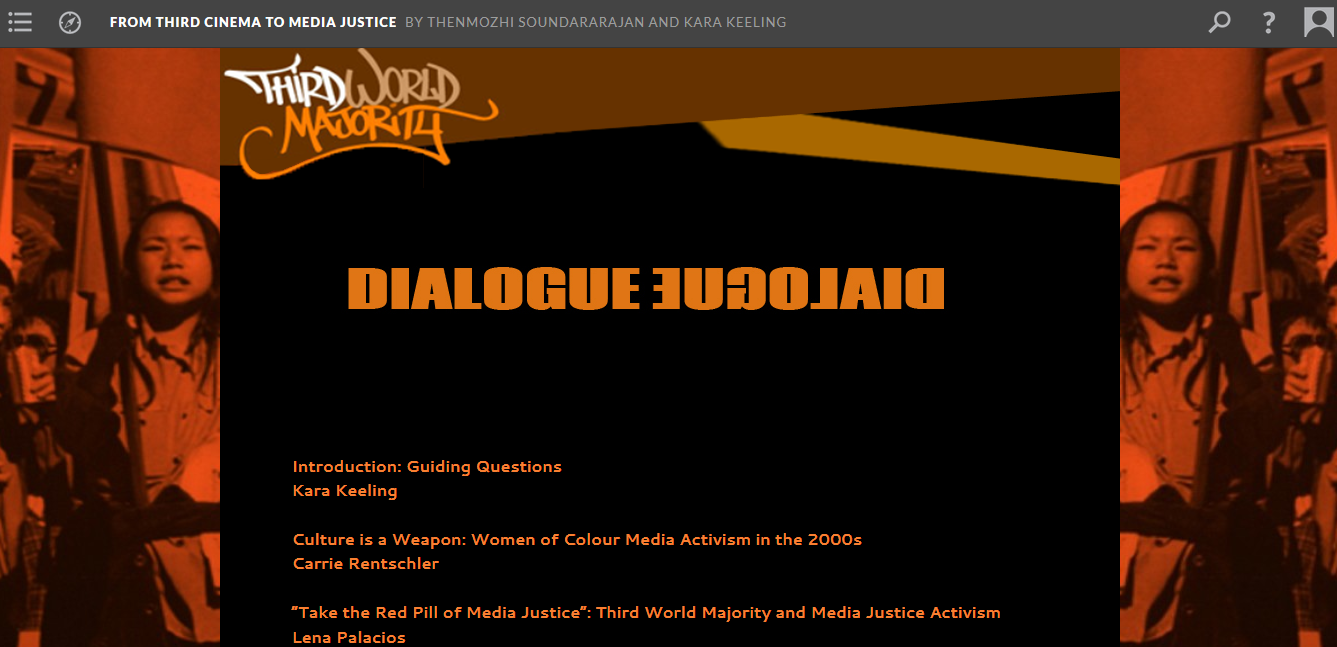 FROM THIRD CINEMA TO MEDIA JUSTICE BY THENMOZHI SOUNDARARAJAN AND KARA KEELING
?
THIRD WORLD
MAJORITY
DIALOGUE DIALOGUE
Introduction: Guiding Questions
Kara Keeling
Culture is a Weapon: Women of Colour Media Activism in the 2000s
Carrie Rentschler
"Take the Red Pill of Media Justice": Third World Majority and Media Justice Activism
Lena Palacios